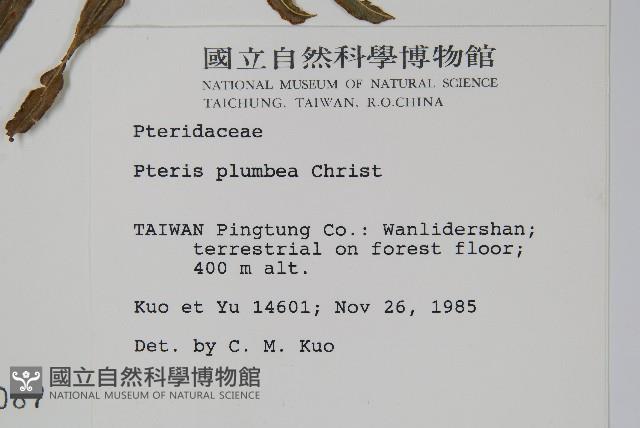 國立自然科學博物館
NATIONAL MUSEUM OF NATURAL SCIENCE
TAICHUNG, TAIWAN, R.O.CHINA
Pteridaceae
Pteris plumbea Christ
TAIWAN Pingtung Co.: Wanlidershan;
terrestrial on forest floor;
400 m alt.
Kuo et Yu 14601; Nov 26, 1985
Det. by C. M. Kuo
國立自然科學博物館
NATIONAL MUSEUM OF NATURAL SCIENCE